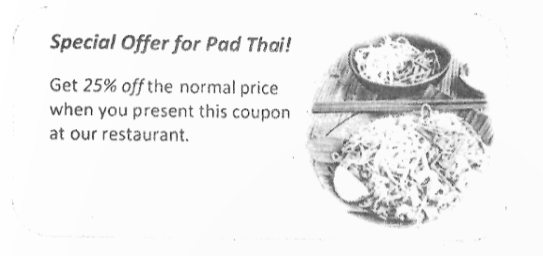 Special Offer for Pad Thai!
Get 25% off the normal price
when you present this coupon
at our restaurant.